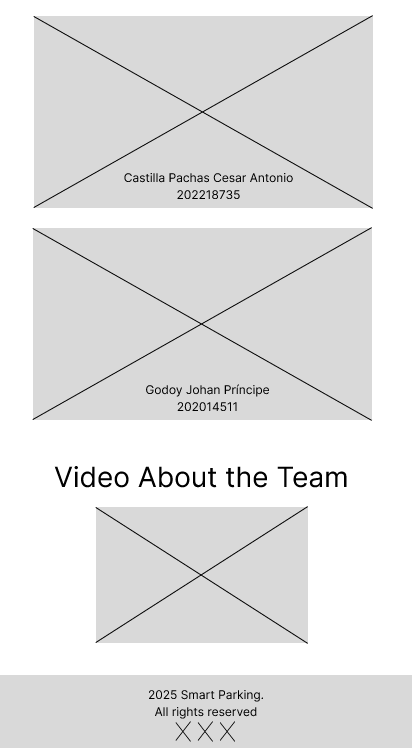 Castilla Pachas Cesar Antonio
202218735
Godoy Johan Príncipe
202014511
Video About the Team
2025 Smart Parking.
All rights reserved